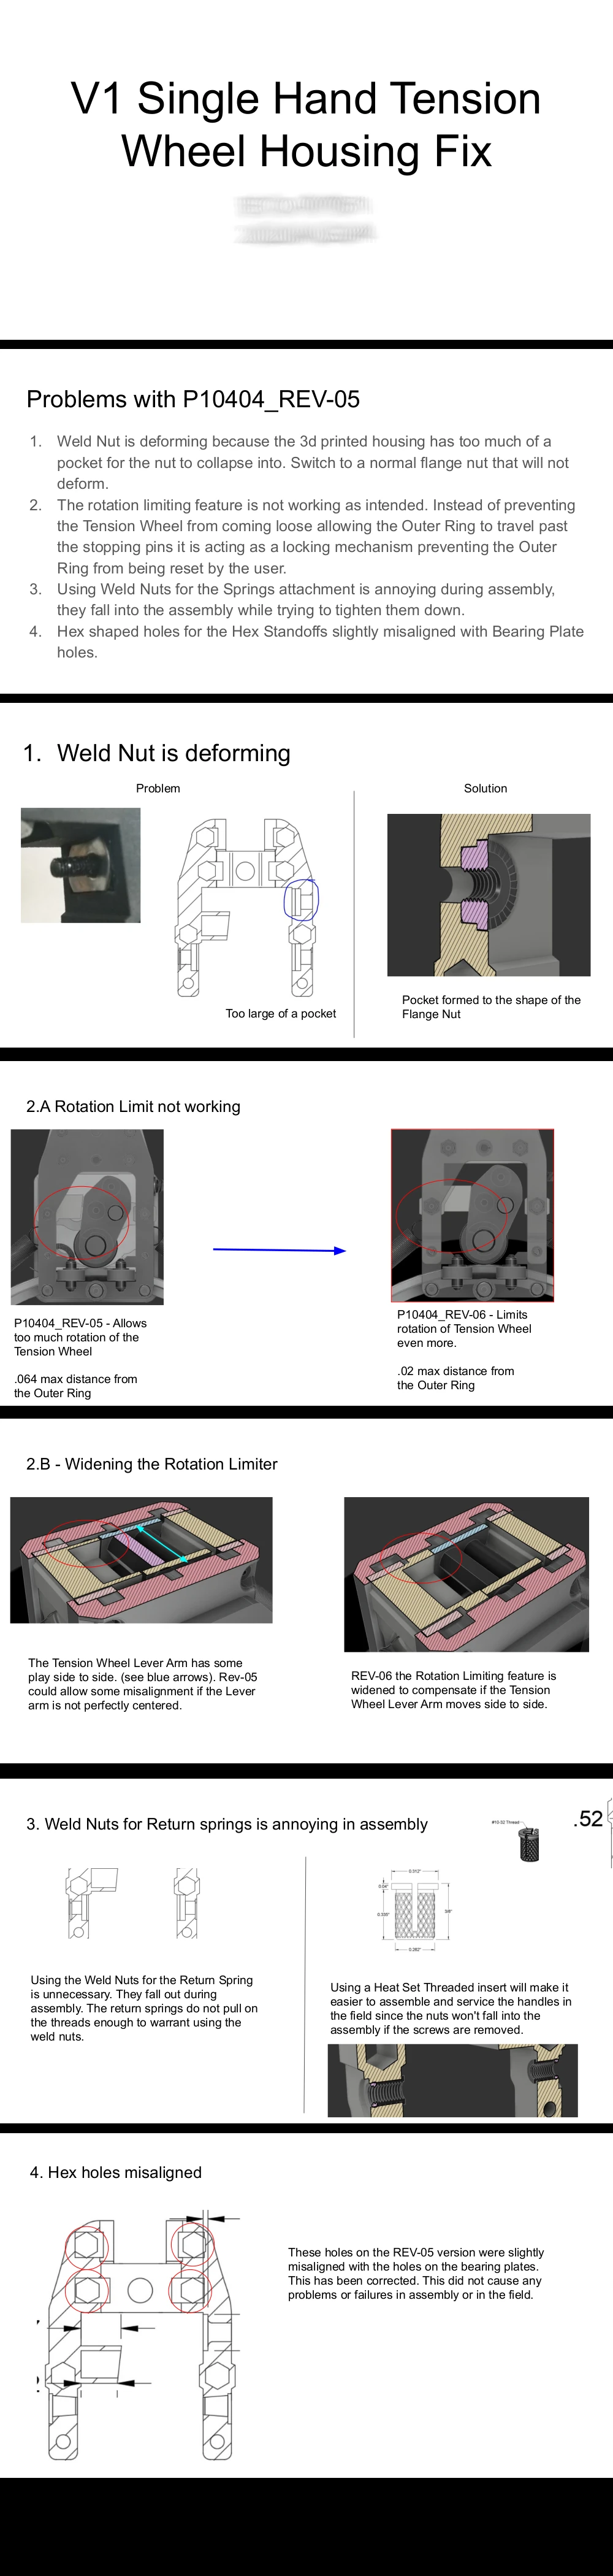 V1 Single Hand Tension
Wheel Housing Fix
Problems with P10404_REV-05
1. Weld Nut is deforming because the 3d printed housing has too much of a
pocket for the nut to collapse into. Switch to a normal flange nut that will not
deform.
2. The rotation limiting feature is not working as intended. Instead of preventing
the Tension Wheel from coming loose allowing the Outer Ring to travel past
the stopping pins it is acting as a locking mechanism preventing the Outer
Ring from being reset by the user.
3. Using Weld Nuts for the Springs attachment is annoying during assembly,
they fall into the assembly while trying to tighten them down.
4. Hex shaped holes for the Hex Standoffs slightly misaligned with Bearing Plate
holes.
1. Weld Nut is deforming
Problem
Solution
Too large of a pocket
Pocket formed to the shape of the
Flange Nut
2.A Rotation Limit not working
P10404_REV-05 - Allows
too much rotation of the
Tension Wheel
.064 max distance from
the Outer Ring
P10404_REV-06 - Limits
rotation of Tension Wheel
even more.
.02 max distance from
the Outer Ring
2.B - Widening the Rotation Limiter
The Tension Wheel Lever Arm has some
play side to side. (see blue arrows). Rev-05
could allow some misalignment if the Lever
arm is not perfectly centered.
REV-06 the Rotation Limiting feature is
widened to compensate if the Tension
Wheel Lever Arm moves side to side.
3. Weld Nuts for Return springs is annoying in assembly
#10-32 Thread
.52
0.312"
0.04"
0.335"
3/8"
0.282"
Using the Weld Nuts for the Return Spring
is unnecessary. They fall out during
assembly. The return springs do not pull on
the threads enough to warrant using the
weld nuts.
Using a Heat Set Threaded insert will make it
easier to assemble and service the handles in
the field since the nuts won't fall into the
assembly if the screws are removed.
4. Hex holes misaligned
These holes on the REV-05 version were slightly
misaligned with the holes on the bearing plates.
This has been corrected. This did not cause any
problems or failures in assembly or in the field.